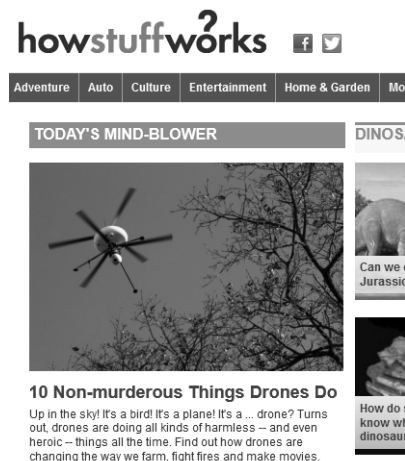 howstuffworks
Adventure Auto Culture Entertainment Home & Garden Mo
TODAY'S MIND-BLOWER
10 Non-murderous Things Drones Do
Up in the sky! It's a bird! It's a plane! It's a ... drone? Turns
out, drones are doing all kinds of harmless -- and even
heroic -- things all the time. Find out how drones are
changing the way we farm, fight fires and make movies.
DINOS
Can we
Jurassic
How do
know wh
dinosaur